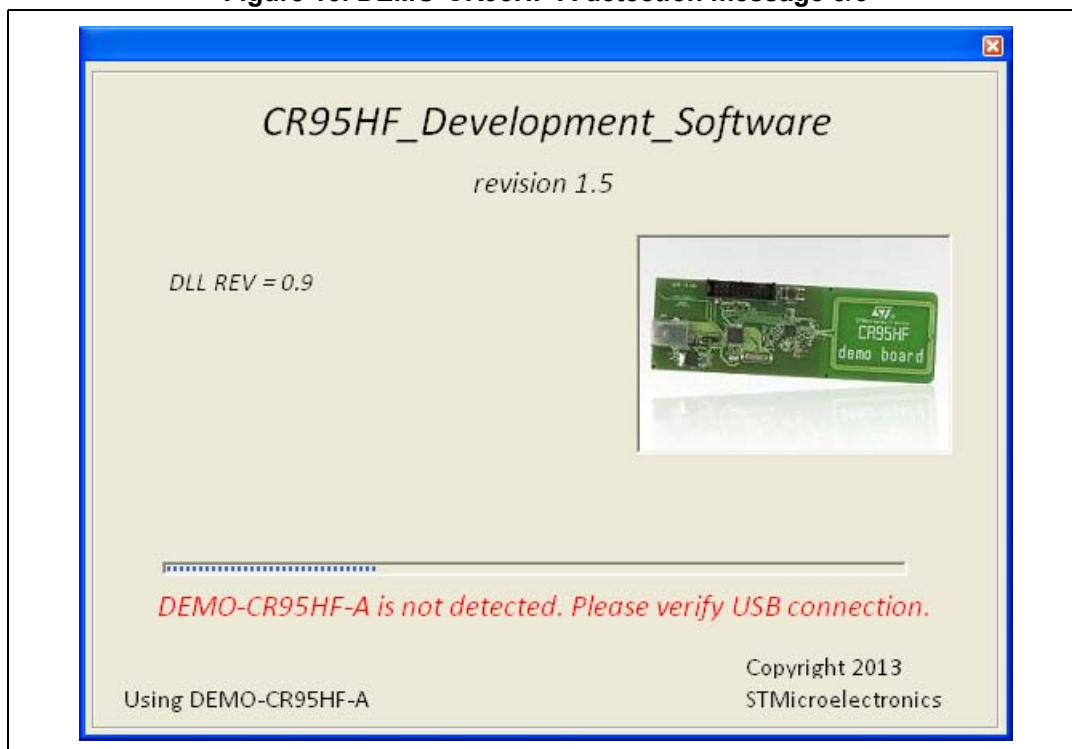 CR95HF_Development_Software
revision 1.5
DLL REV = 0.9
CR95HF
demo board
DEMO-CR95HF-A is not detected. Please verify USB connection.
Copyright 2013
Using DEMO-CR95HF-A
STMicroelectronics